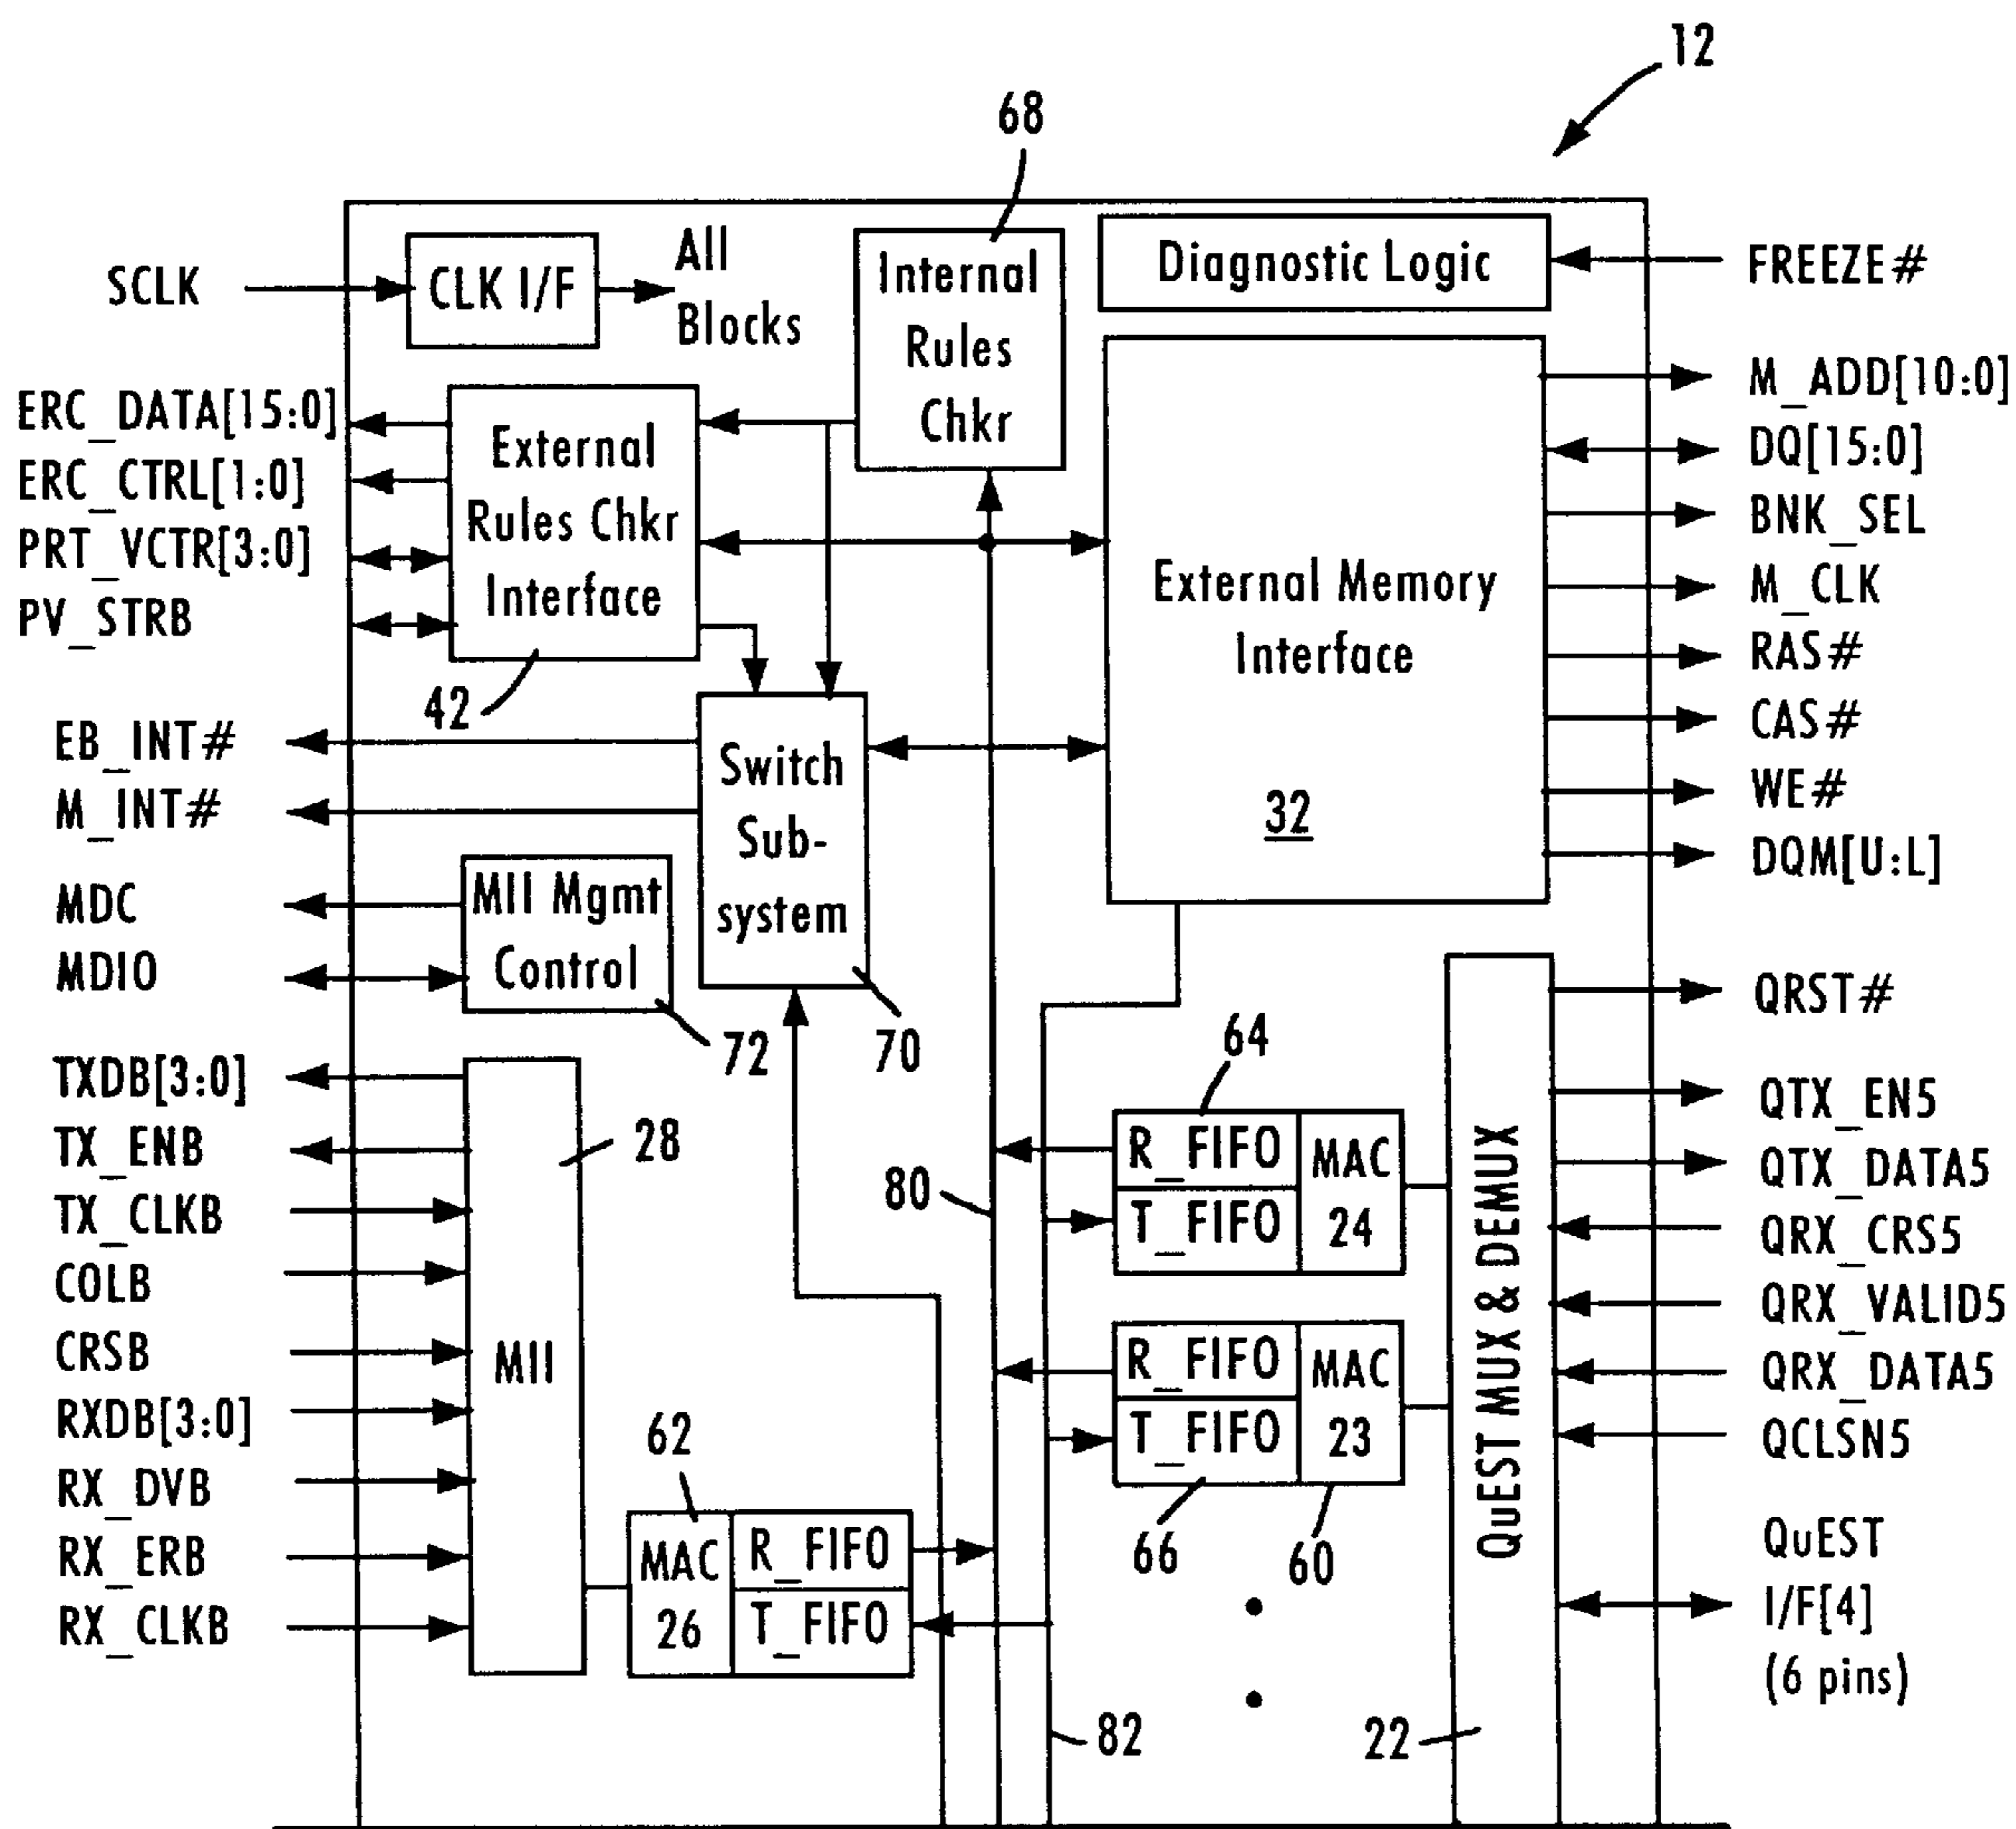 12
68
SCLK
CLK I/F
All
Blocks
Internal
Rules
Chkr
Diagnostic Logic
FREEZE#
ERC_DATA[15:0]
ERC_CTRL[1:0]
PRT_VCTR[3:0]
PV_STRB
External
Rules Chkr
Interface
42
External Memory
Interface
32
M_ADD[10:0]
DQ[15:0]
BNK_SEL
M_CLK
RAS#
CAS#
WE#
DQM[U:L]
EB_INT#
M_INT#
Switch
Sub-
system
70
MDC
MDIO
MII Mgmt
Control
72
TXDB[3:0]
TX_ENB
TX_CLKB
COLB
CRSB
RXDB[3:0]
RX_DVB
RX_ERB
RX_CLKB
MII
28
62
MAC
26
R_FIFO
T_FIFO
80
82
64
R_FIFO
T_FIFO
MAC
24
R_FIFO
T_FIFO
MAC
23
66
60
QuEST MUX & DEMUX
22
QRST#
QTX_EN5
QTX_DATA5
QRX_CRS5
QRX_VALID5
QRX_DATA5
QCLSN5
QuEST
I/F[4]
(6 pins)